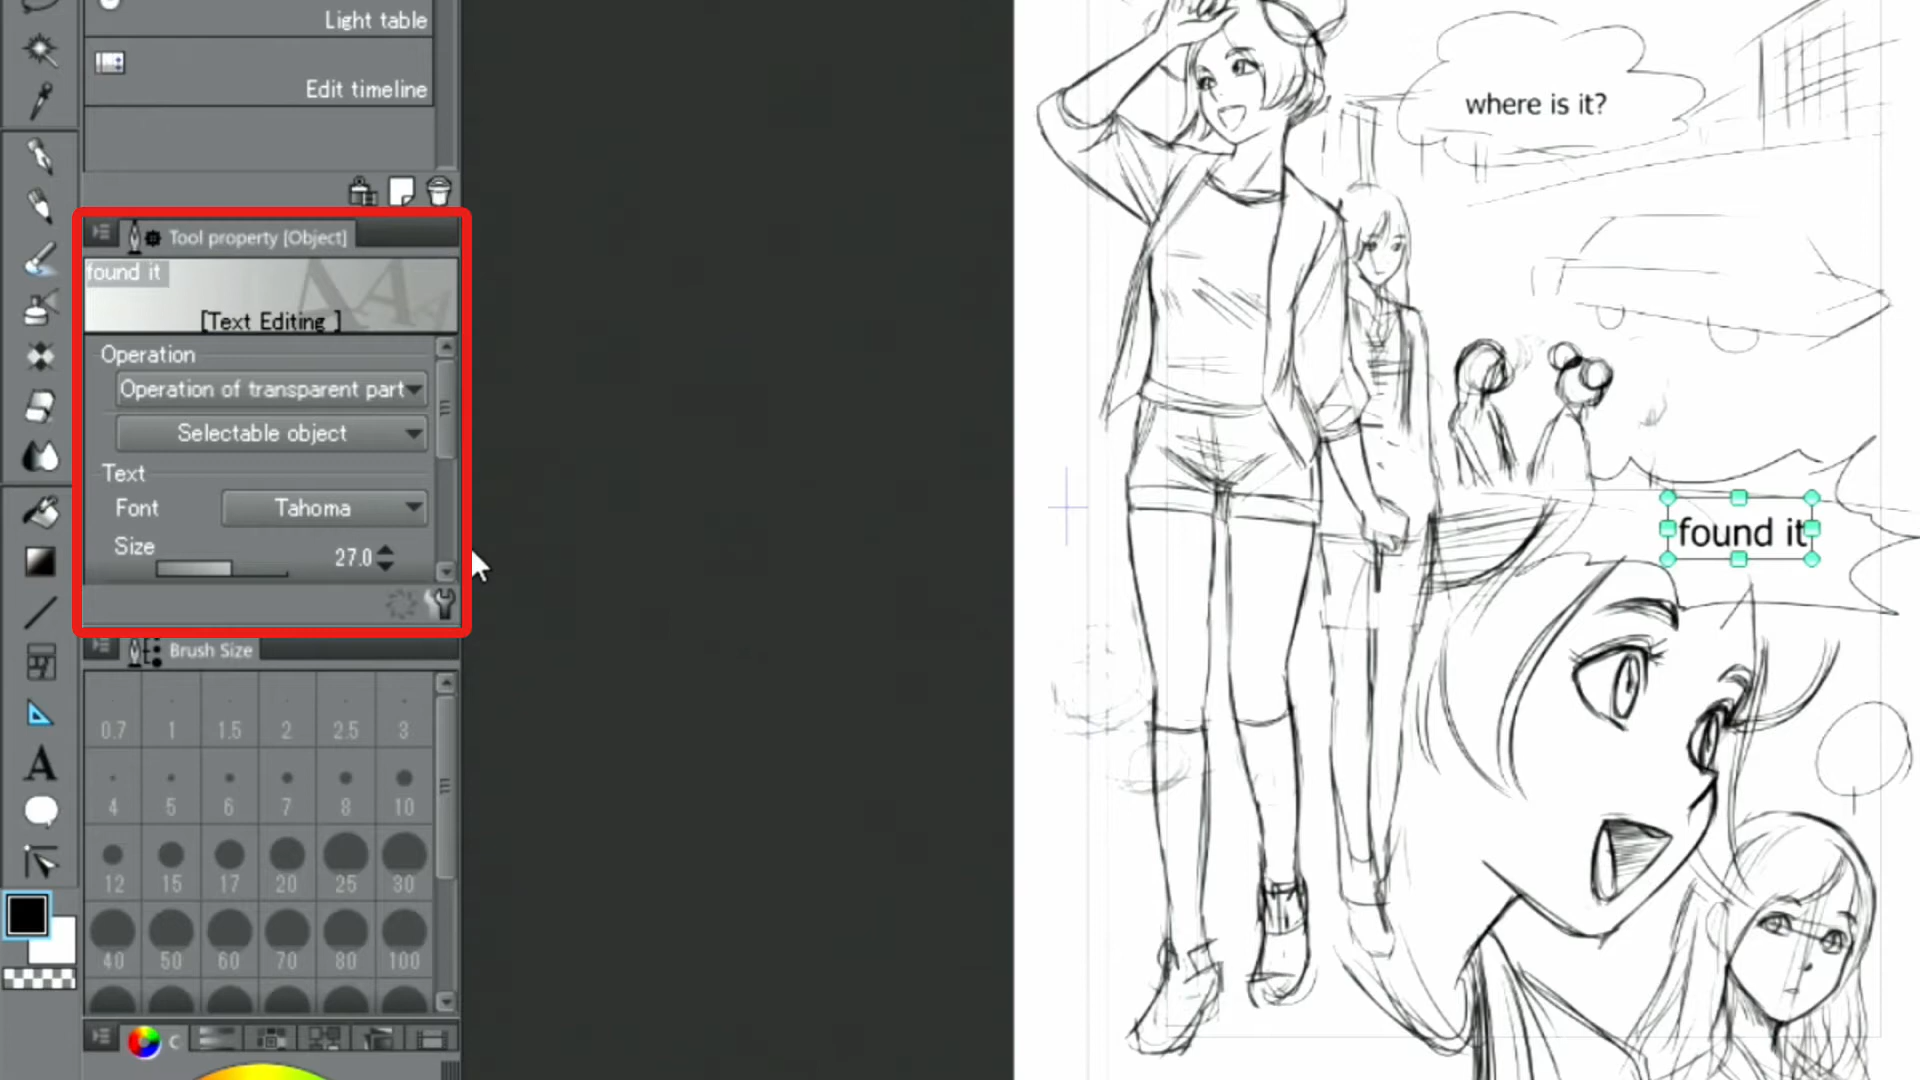 Light table
Edit timeline
Tool property [Object]
found it
[Text Editing ]
Operation
Operation of transparent part
Selectable object
Text
Font
Tahoma
Size
27.0
Brush Size
0.7 1 1.5 2 2.5 3
4 5 6 7 8 10
12 15 17 20 25 30
40 50 60 70 80 100
C
A
where is it?
found it